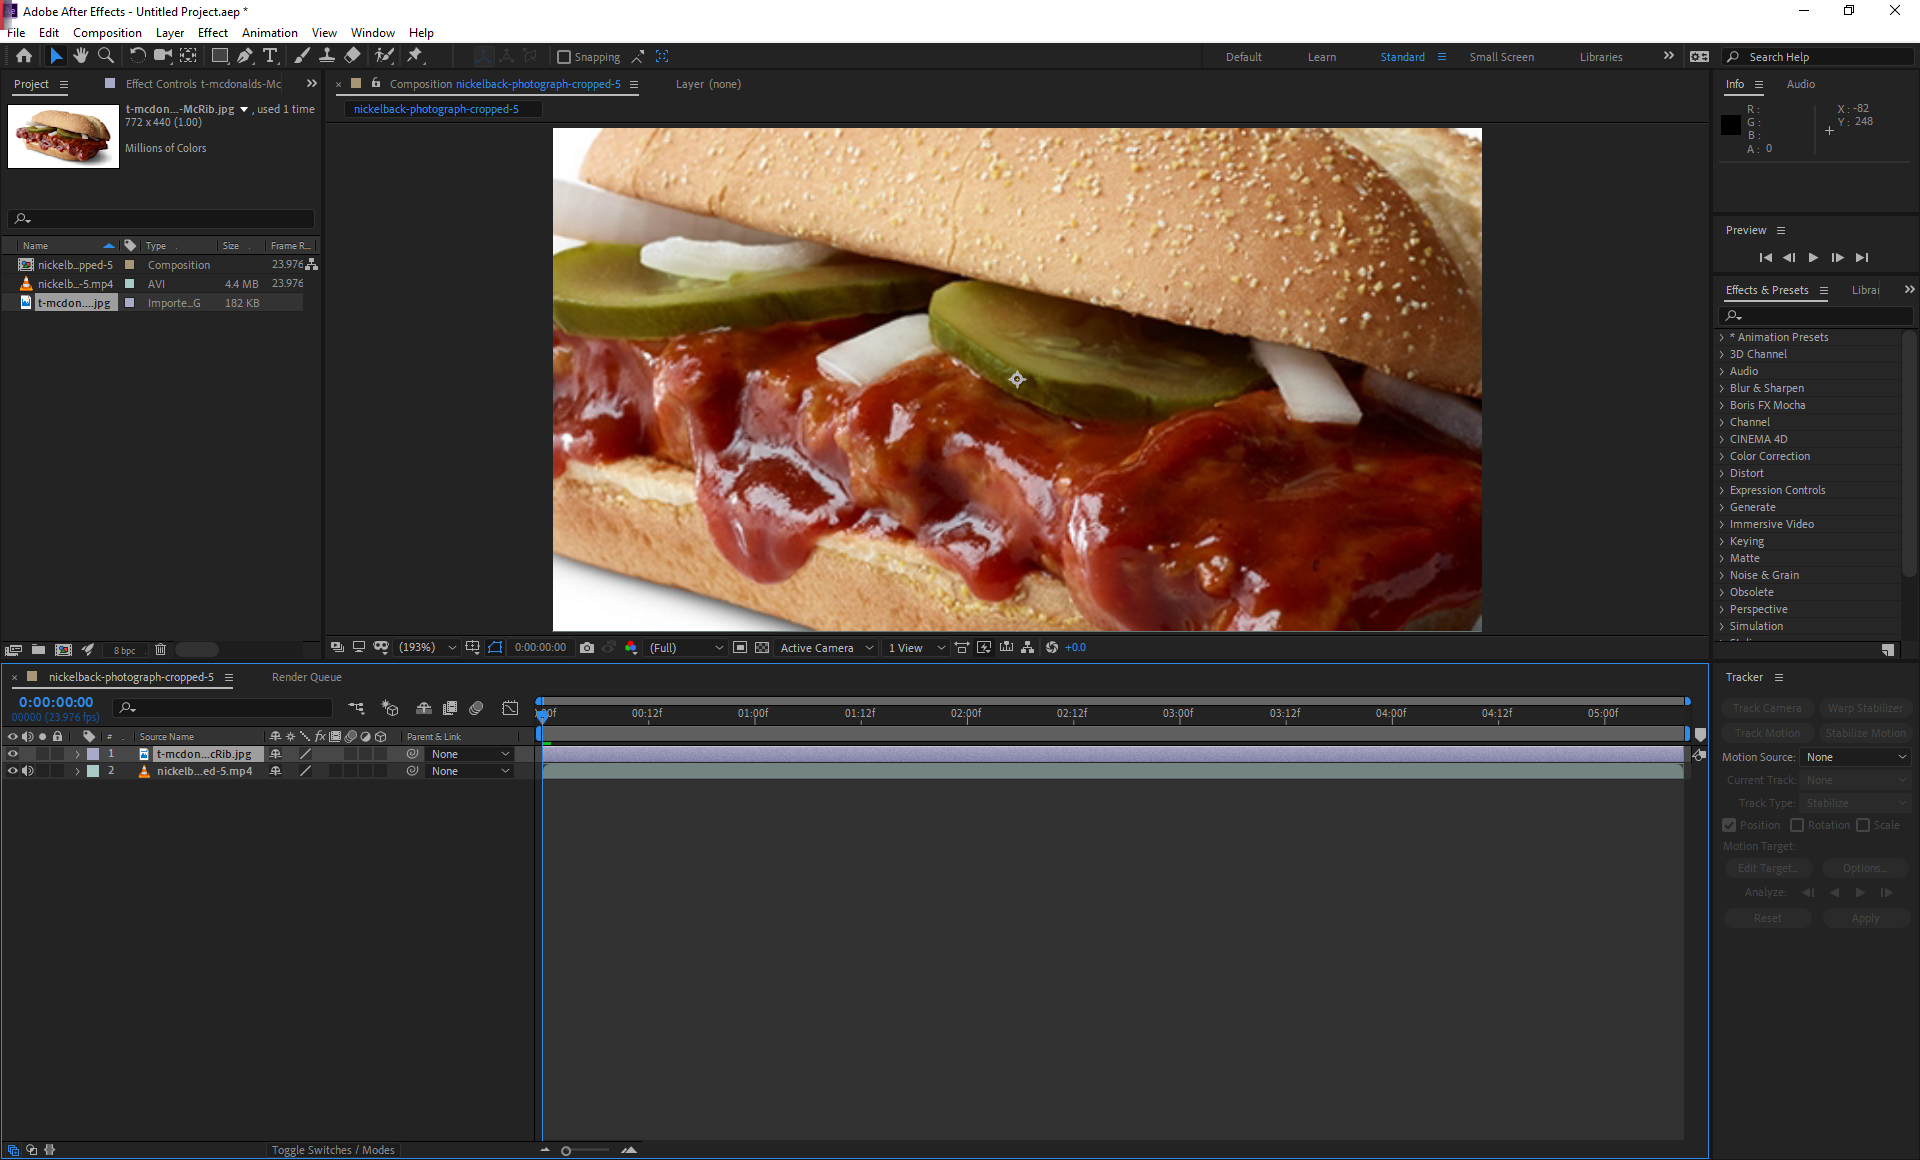 Adobe After Effects - Untitled Project.aep *
File Edit Composition Layer Effect Animation View Window Help
Snapping
Default Learn Standard Small Screen Libraries
Search Help
Project Effect Controls t-mcdonalds-Mc
t-mcdon...-McRib.jpg , used 1 time
772 x 440 (1.00)
Millions of Colors
Name Type Size Frame R...
nickelb...pped-5 Composition 23.976
nickelb...-5.mp4 AVI 4.4 MB 23.976
t-mcdon....jpg Importe...G 182 KB
8 bpc
Composition nickelback-photograph-cropped-5 Layer (none)
nickelback-photograph-cropped-5
(193%) 0:00:00:00 (Full) Active Camera 1 View +0.0
Info Audio
R : X : -82
G : Y : 248
B :
A : 0
Preview
Effects & Presets Librar
* Animation Presets
3D Channel
Audio
Blur & Sharpen
Boris FX Mocha
Channel
CINEMA 4D
Color Correction
Distort
Expression Controls
Generate
Immersive Video
Keying
Matte
Noise & Grain
Obsolete
Perspective
Simulation
nickelback-photograph-cropped-5 Render Queue
0:00:00:00
00000 (23.976 fps)
# Source Name fx Parent & Link
1 t-mcdon...cRib.jpg None
2 nickelb...ed-5.mp4 None
):00f 00:12f 01:00f 01:12f 02:00f 02:12f 03:00f 03:12f 04:00f 04:12f 05:00f
Toggle Switches / Modes
Tracker
Track Camera Warp Stabilizer
Track Motion Stabilize Motion
Motion Source: None
Current Track: None
Track Type: Stabilize
Position Rotation Scale
Motion Target:
Edit Target... Options...
Analyze:
Reset Apply